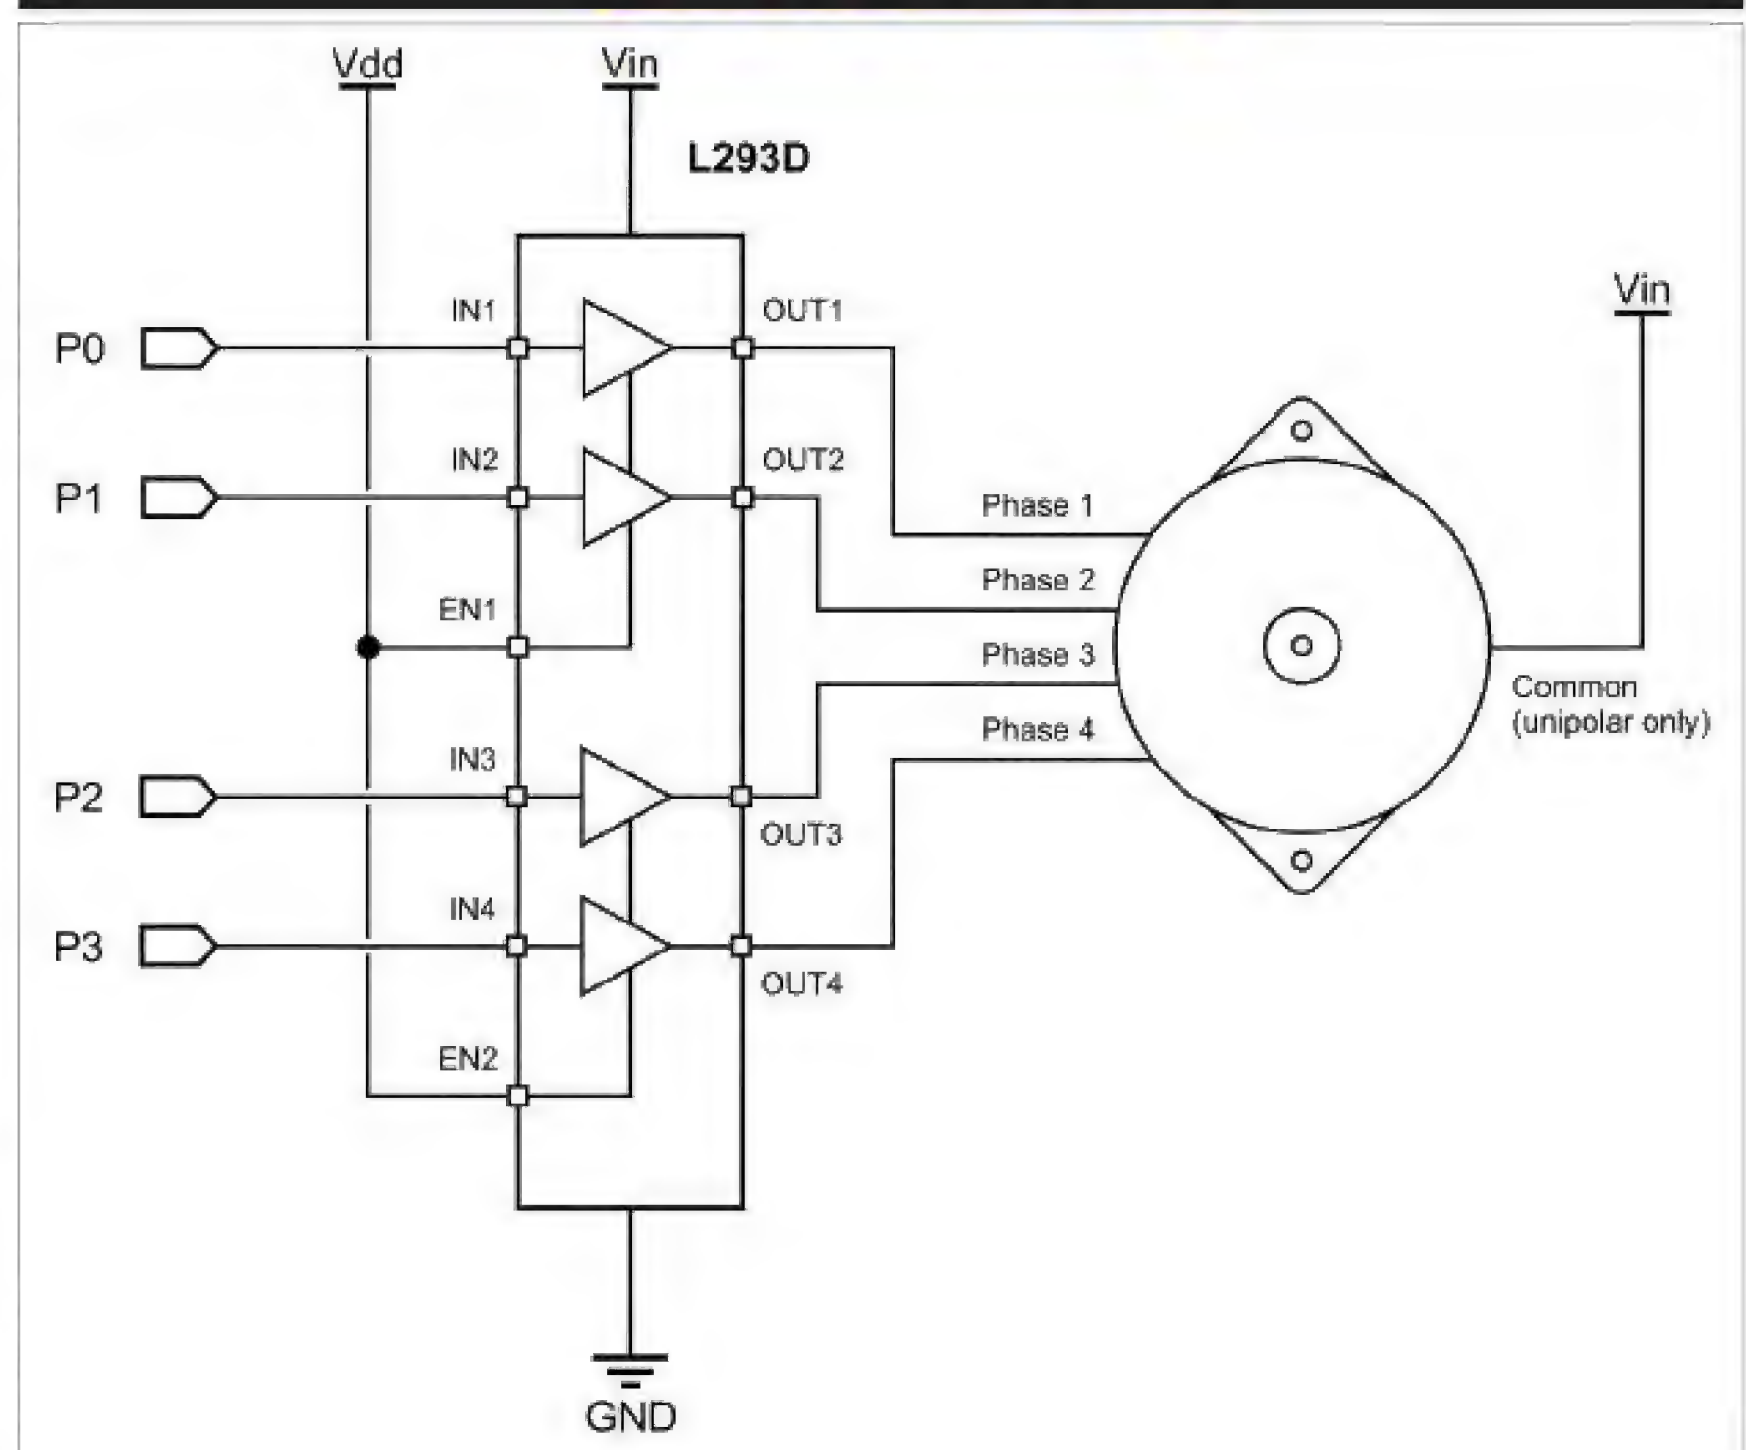 Vdd
Vin
L293D
Vin
P0
IN1
OUT1
P1
IN2
OUT2
Phase 1
Phase 2
EN1
Phase 3
Common
(unipolar only)
Phase 4
P2
IN3
OUT3
P3
IN4
OUT4
EN2
GND